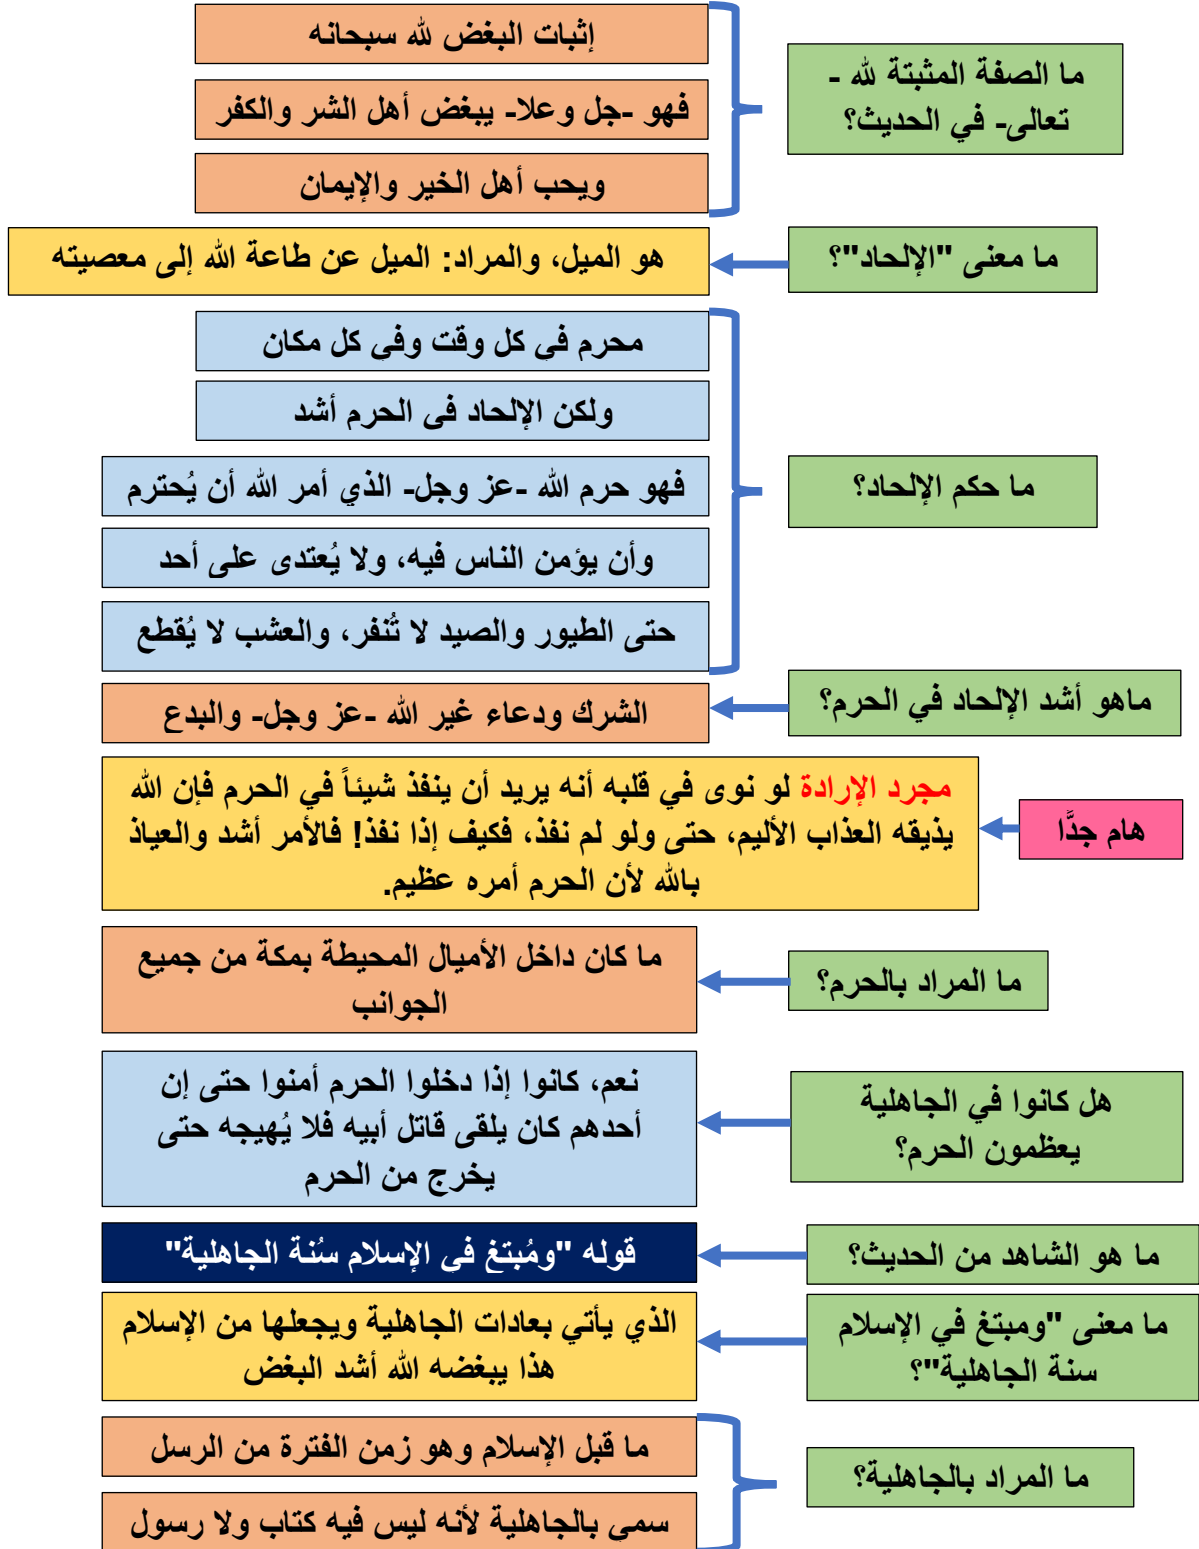 ما الصفة المثبتة لله -
تعالى- في الحديث؟
إثبات البغض لله سبحانه
فهو -جل وعلا- يبغض أهل الشر والكفر
ويحب أهل الخير والإيمان
ما معنى "الإلحاد"؟
هو الميل، والمراد: الميل عن طاعة الله إلى معصيته
ما حكم الإلحاد؟
محرم في كل وقت وفي كل مكان
ولكن الإلحاد في الحرم أشد
فهو حرم الله -عز وجل- الذي أمر الله أن يُحترم
وأن يؤمن الناس فيه، ولا يُعتدى على أحد
حتى الطيور والصيد لا تُنفر، والعشب لا يُقطع
ماهو أشد الإلحاد في الحرم؟
الشرك ودعاء غير الله -عز وجل- والبدع
هام جدًّا
مجرد الإرادة لو نوى في قلبه أنه يريد أن ينفذ شيئاً في الحرم فإن الله
يذيقه العذاب الأليم، حتى ولو لم نفذ، فكيف إذا نفذ! فالأمر أشد والعياذ
بالله لأن الحرم أمره عظيم.
ما المراد بالحرم؟
ما كان داخل الأميال المحيطة بمكة من جميع
الجوانب
هل كانوا في الجاهلية
يعظمون الحرم؟
نعم، كانوا إذا دخلوا الحرم أمنوا حتى إن
أحدهم كان يلقى قاتل أبيه فلا يُهيجه حتى
يخرج من الحرم
ما هو الشاهد من الحديث؟
قوله "ومُبتغ في الإسلام سُنة الجاهلية"
ما معنى "ومبتغ في الإسلام
سنة الجاهلية"؟
الذي يأتي بعادات الجاهلية ويجعلها من الإسلام
هذا يبغضه الله أشد البغض
ما المراد بالجاهلية؟
ما قبل الإسلام وهو زمن الفترة من الرسل
سمي بالجاهلية لأنه ليس فيه كتاب ولا رسول